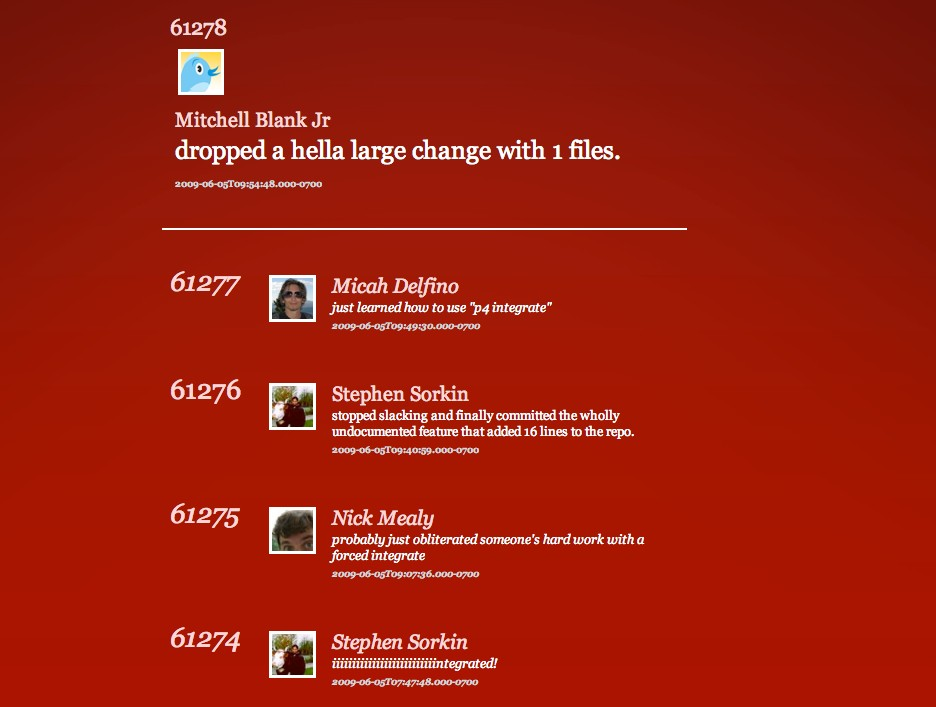 61278
Mitchell Blank Jr
dropped a hella large change with 1 files.
2009-06-05T09:54:48.000-0700
61277
Micah Delfino
just learned how to use "p4 integrate"
2009-06-05T09:49:30.000-0700
61276
Stephen Sorkin
stopped slacking and finally committed the wholly
undocumented feature that added 16 lines to the repo.
2009-06-05T09:40:59.000-0700
61275
Nick Mealy
probably just obliterated someone's hard work with a
forced integrate
2009-06-05T09:07:36.000-0700
61274
Stephen Sorkin
iiiiiiiiiiiiiiiiiiiiiiiiiintegrated!
2009-06-05T07:47:48.000-0700